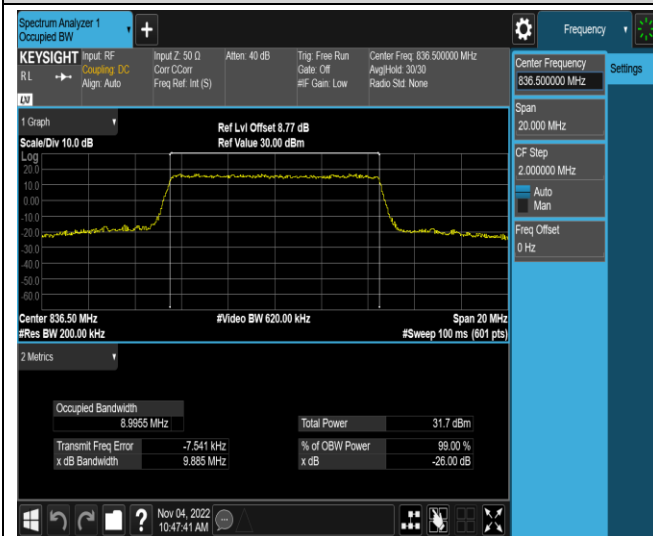 Spectrum Analyzer 1
Occupied BW
+
Frequency
KEYSIGHT Input: RF Input Z: 50 Ω Atten: 40 dB Trig: Free Run Center Freq: 836.500000 MHz
RL Coupling: DC Corr CCorr Gate: Off Avg|Hold: 30/30
Align: Auto Freq Ref: Int (S) #IF Gain: Low Radio Std: None
LXI
Center Frequency
836.500000 MHz
Settings
Span
20.000 MHz
CF Step
2.000000 MHz
Auto
Man
Freq Offset
0 Hz
1 Graph
Ref Lvl Offset 8.77 dB
Scale/Div 10.0 dB Ref Value 30.00 dBm
Log
20.0
10.0
0.00
-10.0
-20.0
-30.0
-40.0
-50.0
-60.0
Center 836.50 MHz #Video BW 620.00 kHz Span 20 MHz
#Res BW 200.00 kHz #Sweep 100 ms (601 pts)
2 Metrics
Occupied Bandwidth
8.9955 MHz Total Power 31.7 dBm
Transmit Freq Error -7.541 kHz % of OBW Power 99.00 %
x dB Bandwidth 9.885 MHz x dB -26.00 dB
? Nov 04, 2022
10:47:41 AM